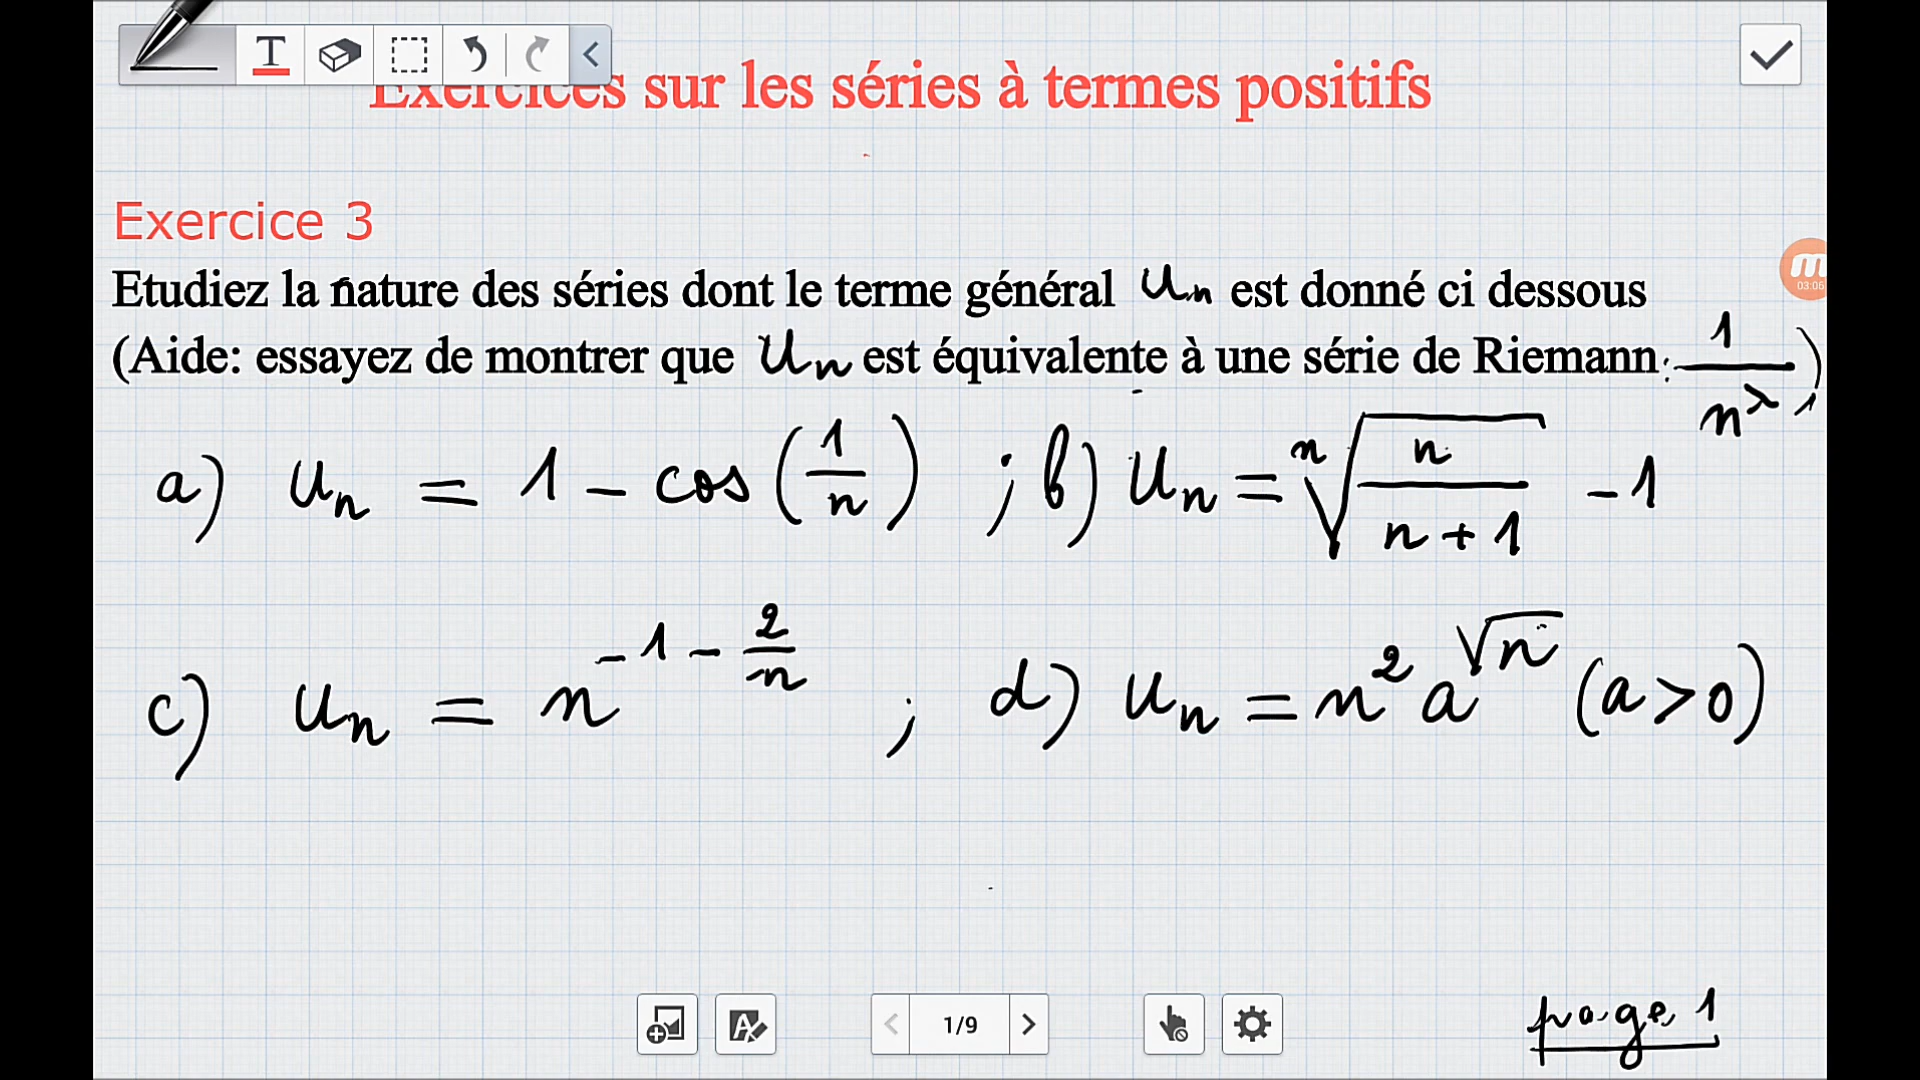 T
Exercices sur les séries à termes positifs
Exercice 3
03:06
Etudiez la nature des séries dont le terme général Un est donné ci dessous
(Aide: essayez de montrer que Un est équivalente à une série de Riemann: 1/n^λ)
a) Un = 1 - cos(1/n) ; b) Un = ⁿ√(n/(n+1)) - 1
c) Un = n^(-1 - 2/n) ; d) Un = n² a^√n (a > 0)
1/9
page 1